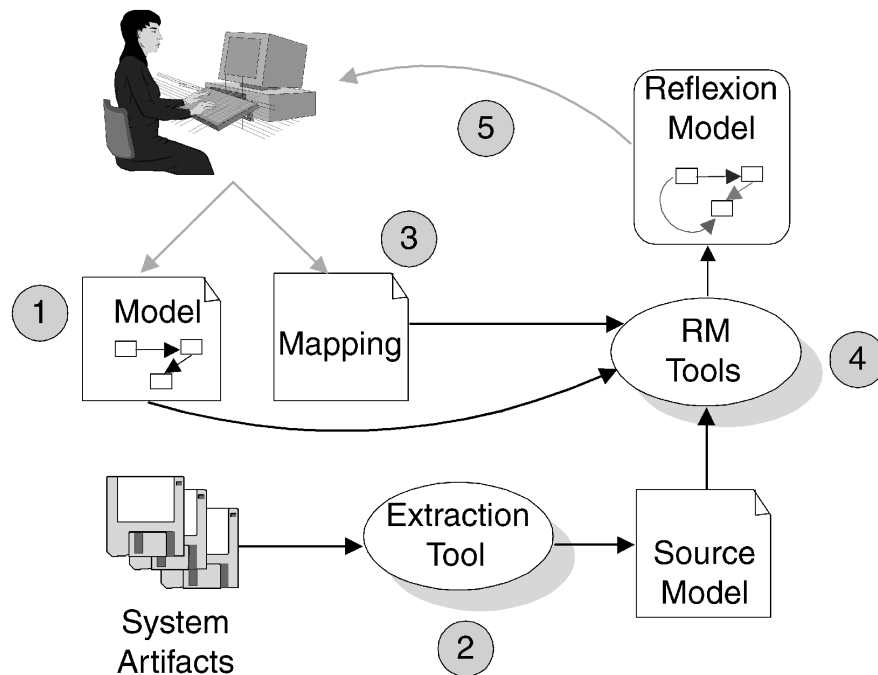 Reflexion
Model
5
3
1
Model
Mapping
RM
Tools
4
Extraction
Tool
Source
Model
System
Artifacts
2